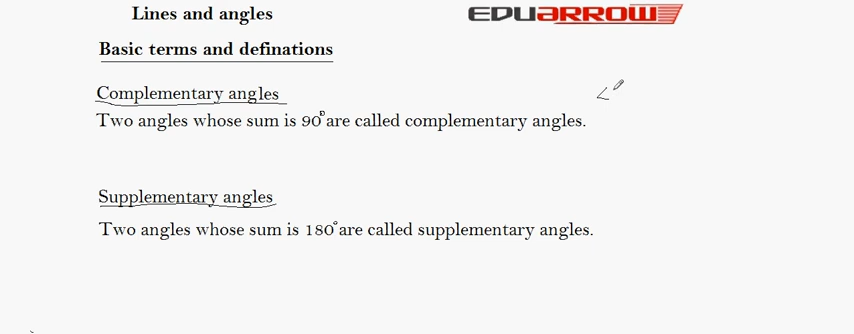 Lines and angles
EDUARROW
Basic terms and definations
Complementary angles
Two angles whose sum is 90° are called complementary angles.
Supplementary angles
Two angles whose sum is 180° are called supplementary angles.